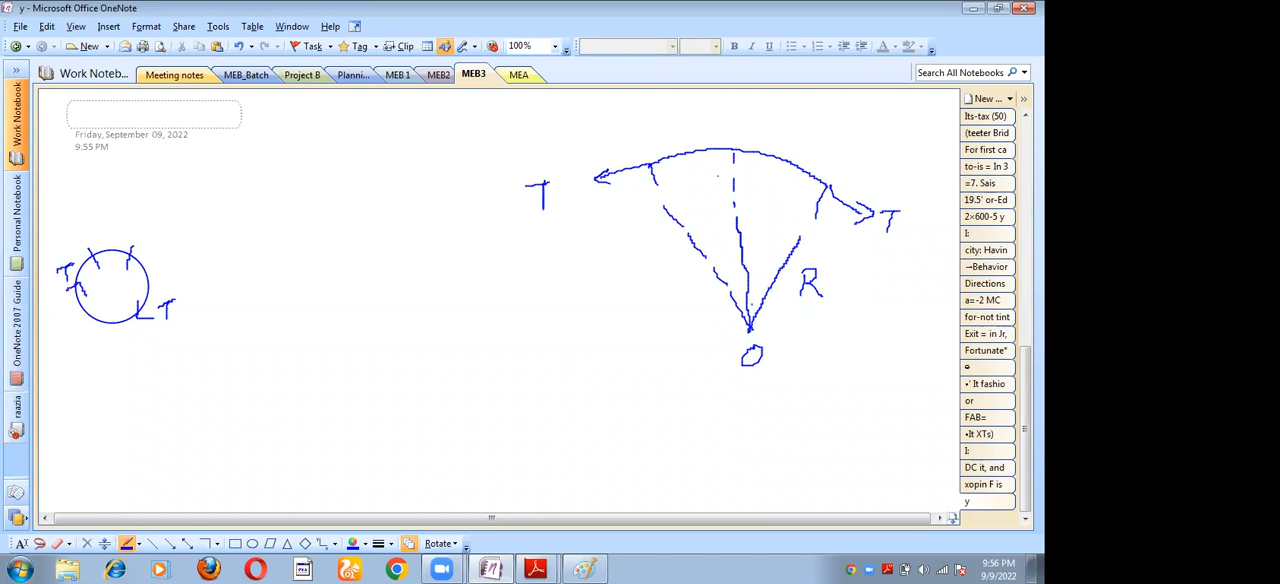 y - Microsoft Office OneNote
File Edit View Insert Format Share Tools Table Window Help
New Task Tag Clip 100%
Work Noteb... Meeting notes MEB_Batch Project B Planni... MEB 1 MEB2 MEB3 MEA Search All Notebooks
Work Notebook
Personal Notebook
OneNote 2007 Guide
raazia
Friday, September 09, 2022
9:55 PM
T
T
R
O
T
T
New ...
Its-tax (50)
(teeter Brid
For first ca
to-is = In 3
=7. Sais
19.5' or-Ed
2×600-5 y
I:
city: Havin
→Behavior
Directions
a=-2 MC
for-not tint
Exit = in Jr,
Fortunate"
e
•' It fashio
or
FAB=
•It XTs)
I:
DC it, and
xopin F is
y
Rotate
9:56 PM
9/9/2022